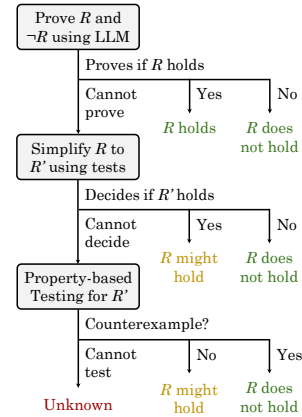 Prove R and
¬R using LLM
Proves if R holds
Cannot
prove
Yes
No
R holds
R does
not hold
Simplify R to
R' using tests
Decides if R' holds
Cannot
decide
Yes
No
R might
hold
R does
not hold
Property-based
Testing for R'
Counterexample?
Cannot
test
No
Yes
Unknown
R might
hold
R does
not hold